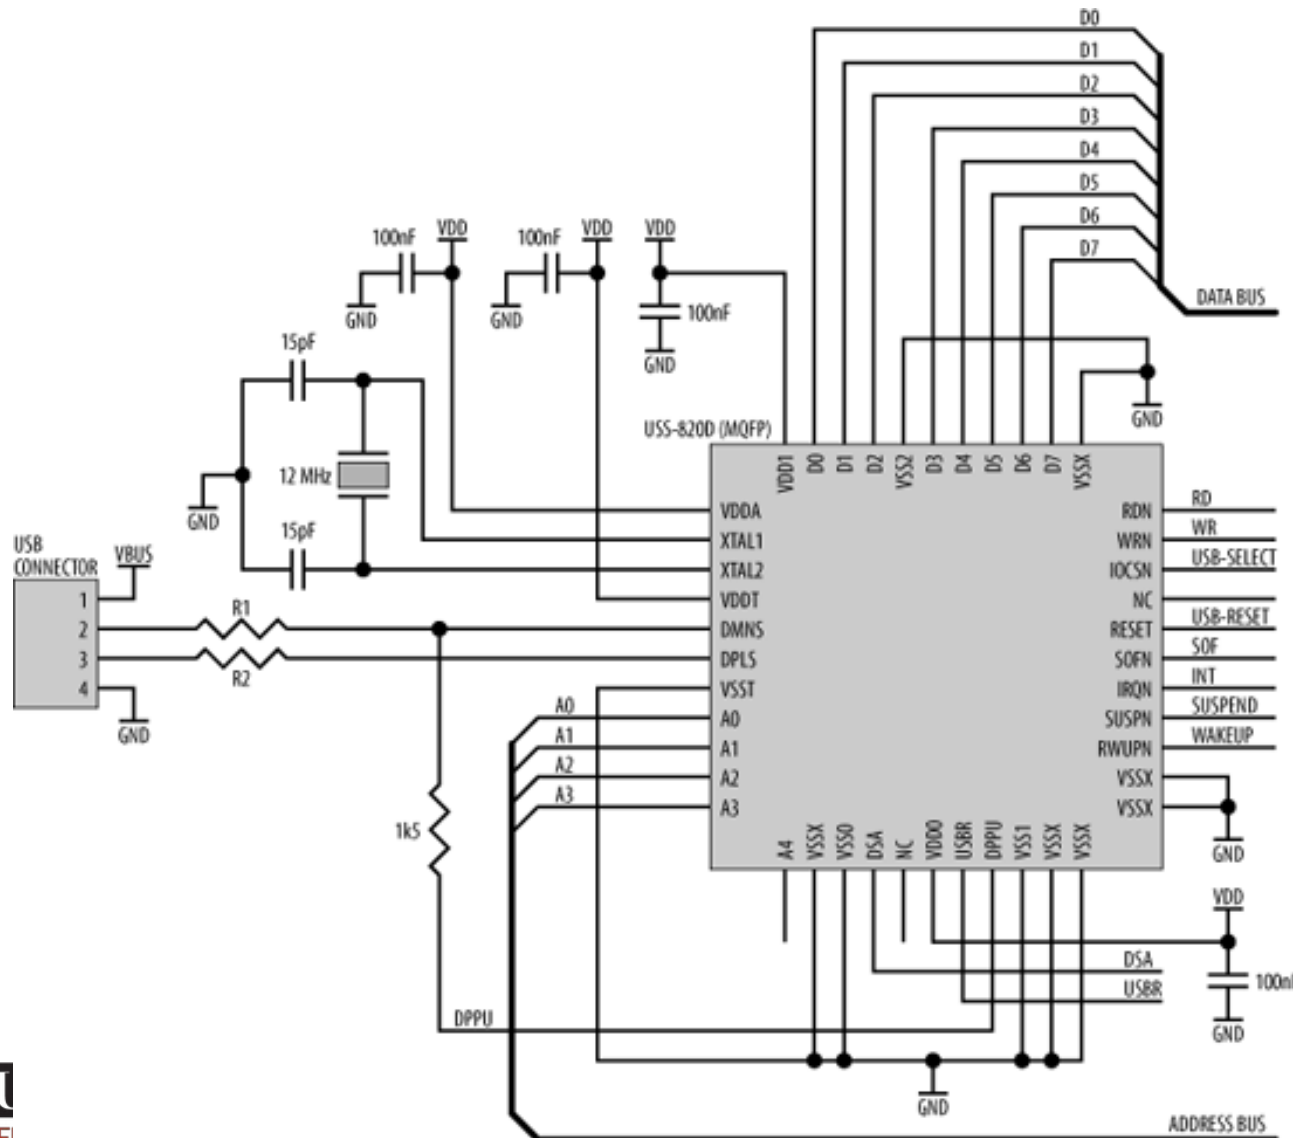 D0
D1
D2
D3
D4
D5
D6
D7
DATA BUS
100nF
VDD
100nF
VDD
VDD
GND
GND
100nF
GND
15pF
GND
USS-820D (MQFP)
VDD1
D0
D1
D2
VSS2
D3
D4
D5
D6
D7
VSSX
12 MHz
GND
15pF
USB
CONNECTOR
VBUS
1
2
3
4
R1
R2
GND
VDDA
XTAL1
XTAL2
VDDT
DMNS
DPLS
VSST
A0
A1
A2
A3
A0
A1
A2
A3
RDN
WRN
IOCSN
NC
RESET
SOFN
IRQN
SUSPN
RWUPN
VSSX
VSSX
RD
WR
USB-SELECT
USB-RESET
SOF
INT
SUSPEND
WAKEUP
GND
1k5
A4
VSSX
VSS0
DSA
NC
VDD0
USBR
DPPU
VSS1
VSSX
VSSX
VDD
DSA
USBR
GND
DPPU
GND
ADDRESS BUS